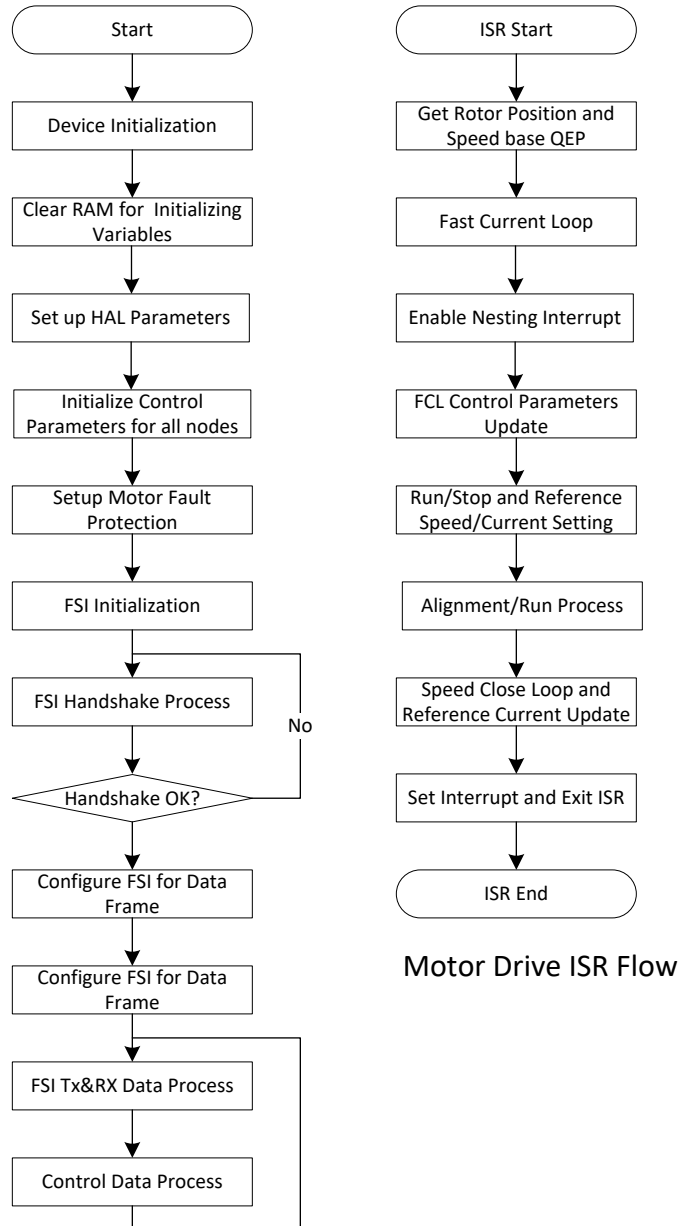 Start
Device Initialization
Clear RAM for Initializing
Variables
Set up HAL Parameters
Initialize Control
Parameters for all nodes
Setup Motor Fault
Protection
FSI Initialization
FSI Handshake Process
No
Handshake OK?
Configure FSI for Data
Frame
Configure FSI for Data
Frame
FSI Tx&RX Data Process
Control Data Process
ISR Start
Get Rotor Position and
Speed base QEP
Fast Current Loop
Enable Nesting Interrupt
FCL Control Parameters
Update
Run/Stop and Reference
Speed/Current Setting
Alignment/Run Process
Speed Close Loop and
Reference Current Update
Set Interrupt and Exit ISR
ISR End
Motor Drive ISR Flow